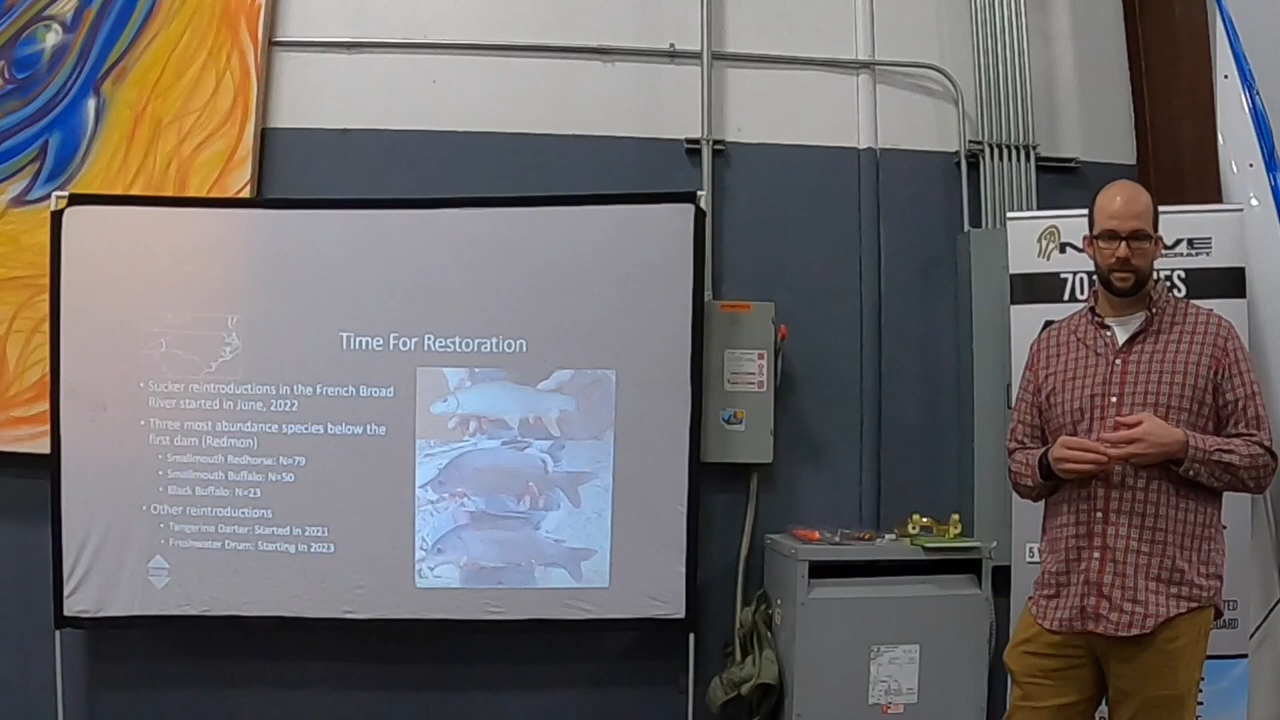 Time For Restoration
• Sucker reintroductions in the French Broad
River started in June, 2022
• Three most abundance species below the
first dam (Redmon)
• Smallmouth Redhorse: N=79
• Smallmouth Buffalo: N=50
• Black Buffalo: N=23
• Other reintroductions
• Tangerine Darter: Started in 2021
• Freshwater Drum: Starting in 2023